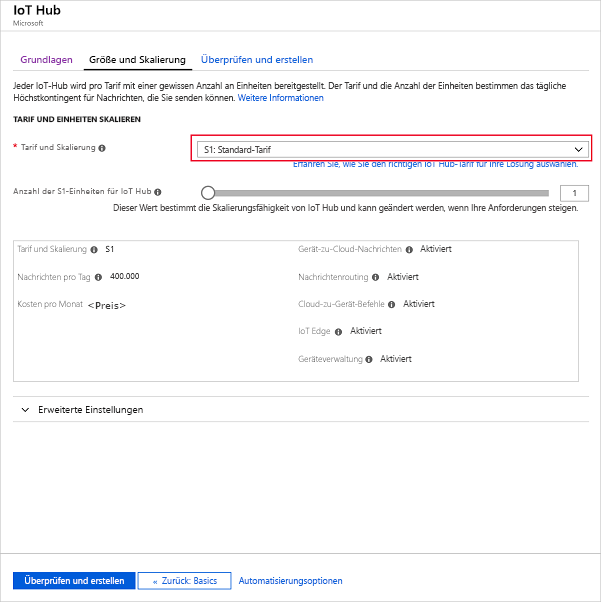 IoT Hub
Microsoft
Grundlagen Größe und Skalierung Überprüfen und erstellen
Jeder IoT-Hub wird pro Tarif mit einer gewissen Anzahl an Einheiten bereitgestellt. Der Tarif und die Anzahl der Einheiten bestimmen das tägliche
Höchstkontingent für Nachrichten, die Sie senden können. Weitere Informationen
TARIF UND EINHEITEN SKALIEREN
* Tarif und Skalierung S1: Standard-Tarif
Erfahren Sie, wie Sie den richtigen IoT Hub-Tarif für Ihre Lösung auswählen.
Anzahl der S1-Einheiten für IoT Hub 1
Dieser Wert bestimmt die Skalierungsfähigkeit von IoT Hub und kann geändert werden, wenn Ihre Anforderungen steigen.
Tarif und Skalierung S1 Gerät-zu-Cloud-Nachrichten Aktiviert
Nachrichten pro Tag 400.000 Nachrichtenrouting Aktiviert
Kosten pro Monat <Preis> Cloud-zu-Gerät-Befehle Aktiviert
IoT Edge Aktiviert
Geräteverwaltung Aktiviert
Erweiterte Einstellungen
Überprüfen und erstellen « Zurück: Basics Automatisierungsoptionen